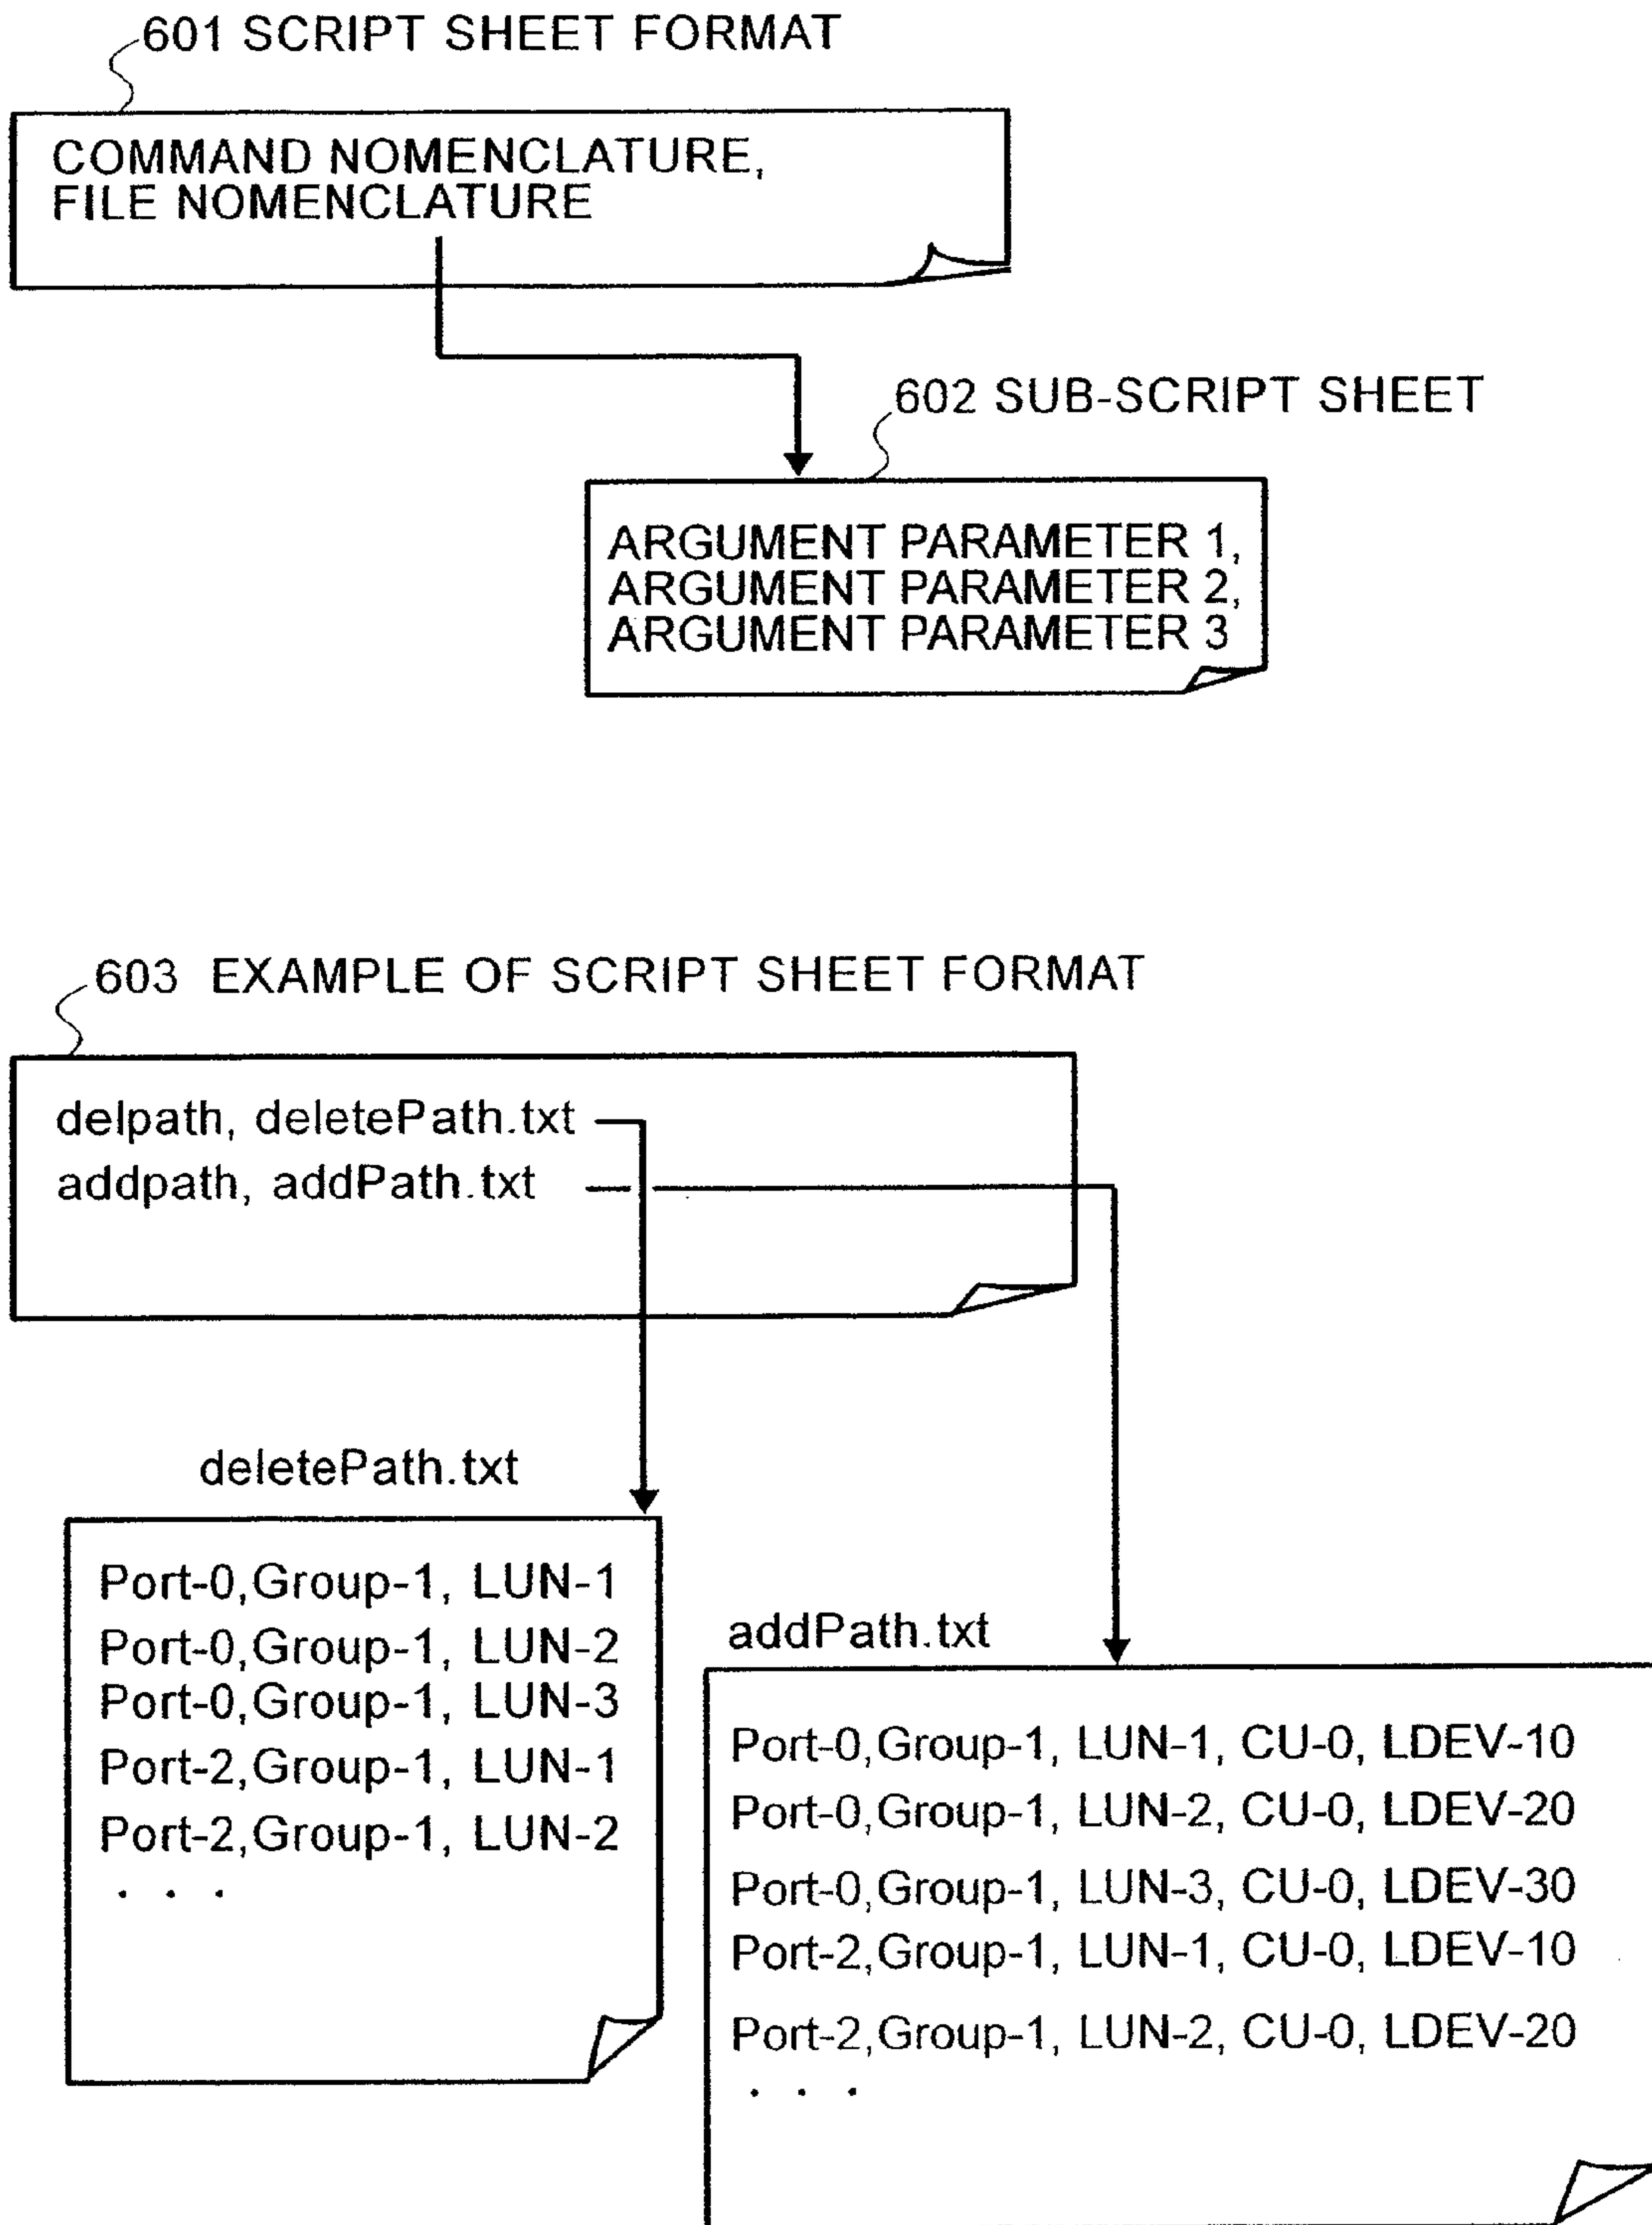 601 SCRIPT SHEET FORMAT
COMMAND NOMENCLATURE,
FILE NOMENCLATURE
602 SUB-SCRIPT SHEET
ARGUMENT PARAMETER 1,
ARGUMENT PARAMETER 2,
ARGUMENT PARAMETER 3
603 EXAMPLE OF SCRIPT SHEET FORMAT
delpath, deletePath.txt
addpath, addPath.txt
deletePath.txt
Port-0,Group-1, LUN-1
Port-0,Group-1, LUN-2
Port-0,Group-1, LUN-3
Port-2,Group-1, LUN-1
Port-2,Group-1, LUN-2
. . .
addPath.txt
Port-0,Group-1, LUN-1, CU-0, LDEV-10
Port-0,Group-1, LUN-2, CU-0, LDEV-20
Port-0,Group-1, LUN-3, CU-0, LDEV-30
Port-2,Group-1, LUN-1, CU-0, LDEV-10
Port-2,Group-1, LUN-2, CU-0, LDEV-20
. . .